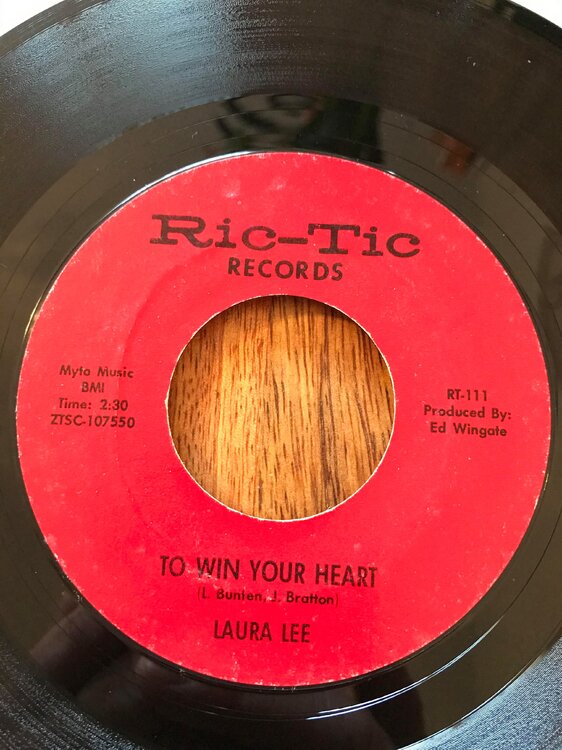 Ric-Tic
RECORDS
Myto Music
BMI
Time: 2:30
ZTSC-107550
RT-111
Produced By:
Ed Wingate
TO WIN YOUR HEART
(L. Bunten, J. Bratton)
LAURA LEE